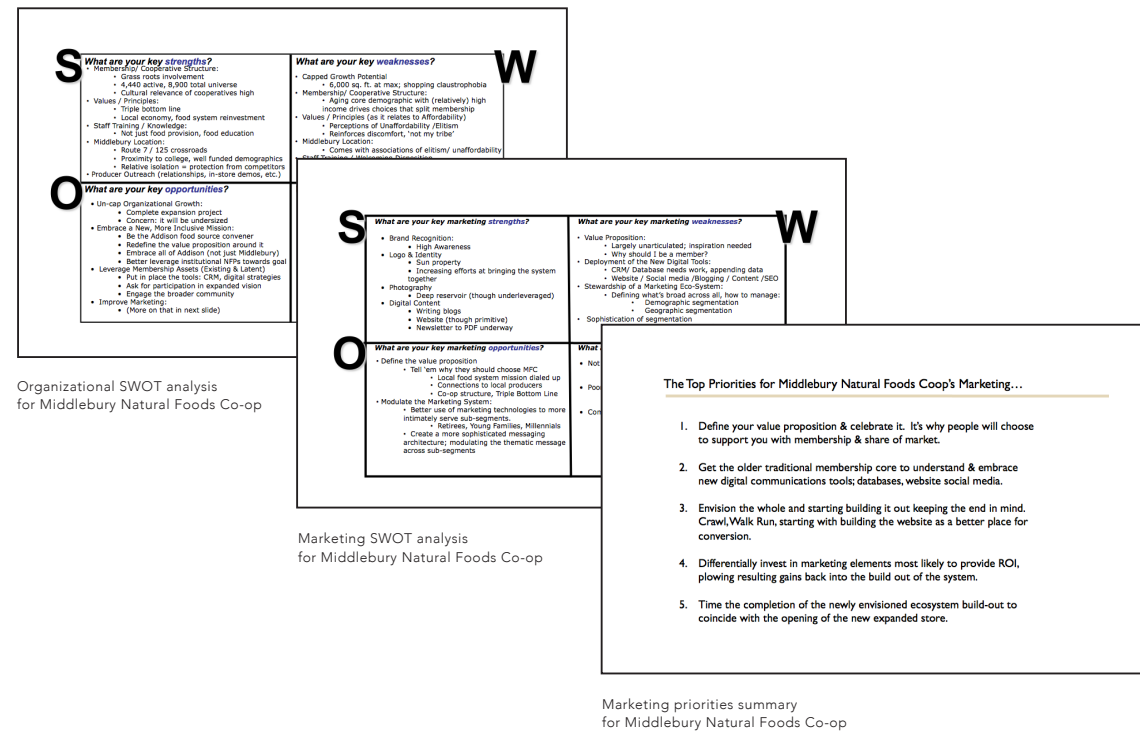 S
What are your key strengths?
• Membership/ Cooperative Structure:
• Grass roots involvement
• 4,440 active, 8,900 total universe
• Cultural relevance of cooperatives high
• Values / Principles:
• Triple bottom line
• Local economy, food system reinvestment
• Staff Training / Knowledge:
• Not just food provision, food education
• Middlebury Location:
• Route 7 / 125 crossroads
• Proximity to college, well funded demographics
• Relative isolation = protection from competitors
• Producer Outreach (relationships, in-store demos, etc.)
W
What are your key weaknesses?
• Capped Growth Potential
• 6,000 sq. ft. at max; shopping claustrophobia
• Membership/ Cooperative Structure:
• Aging core demographic with (relatively) high
income drives choices that split membership
• Values / Principles (as it relates to Affordability)
• Perceptions of Unaffordability /Elitism
• Reinforces discomfort, 'not my tribe'
• Middlebury Location:
• Comes with associations of elitism/ unaffordability
• Staff Training / Welcoming Disposition
O
What are your key opportunities?
• Un-cap Organizational Growth:
• Complete expansion project
• Concern: it will be undersized
• Embrace a New, More Inclusive Mission:
• Be the Addison food source convener
• Redefine the value proposition around it
• Embrace all of Addison (not just Middlebury)
• Better leverage institutional NFPs towards goal
• Leverage Membership Assets (Existing & Latent)
• Put in place the tools: CRM, digital strategies
• Ask for participation in expanded vision
• Engage the broader community
• Improve Marketing:
• (More on that in next slide)
Organizational SWOT analysis
for Middlebury Natural Foods Co-op
S
What are your key marketing strengths?
• Brand Recognition:
• High Awareness
• Logo & Identity
• Sun property
• Increasing efforts at bringing the system
together
• Photography
• Deep reservoir (though underleveraged)
• Digital Content
• Writing blogs
• Website (though primitive)
• Newsletter to PDF underway
W
What are your key marketing weaknesses?
• Value Proposition:
• Largely unarticulated; inspiration needed
• Why should I be a member?
• Deployment of the New Digital Tools:
• CRM/ Database needs work, appending data
• Website / Social media /Blogging / Content /SEO
• Stewardship of a Marketing Eco-System:
• Defining what's broad across all, how to manage:
• Demographic segmentation
• Geographic segmentation
• Sophistication of segmentation
O
What are your key marketing opportunities?
• Define the value proposition
• Tell 'em why they should choose MFC
• Local food system mission dialed up
• Connections to local producers
• Co-op structure, Triple Bottom Line
• Modulate the Marketing System:
• Better use of marketing technologies to more
intimately serve sub-segments.
• Retirees, Young Families, Millennials
• Create a more sophisticated messaging
architecture; modulating the thematic message
across sub-segments
What
• Not
• Poo
• Con
Marketing SWOT analysis
for Middlebury Natural Foods Co-op
The Top Priorities for Middlebury Natural Foods Coop's Marketing…
1. Define your value proposition & celebrate it. It's why people will choose
to support you with membership & share of market.
2. Get the older traditional membership core to understand & embrace
new digital communications tools; databases, website social media.
3. Envision the whole and starting building it out keeping the end in mind.
Crawl, Walk Run, starting with building the website as a better place for
conversion.
4. Differentially invest in marketing elements most likely to provide ROI,
plowing resulting gains back into the build out of the system.
5. Time the completion of the newly envisioned ecosystem build-out to
coincide with the opening of the new expanded store.
Marketing priorities summary
for Middlebury Natural Foods Co-op